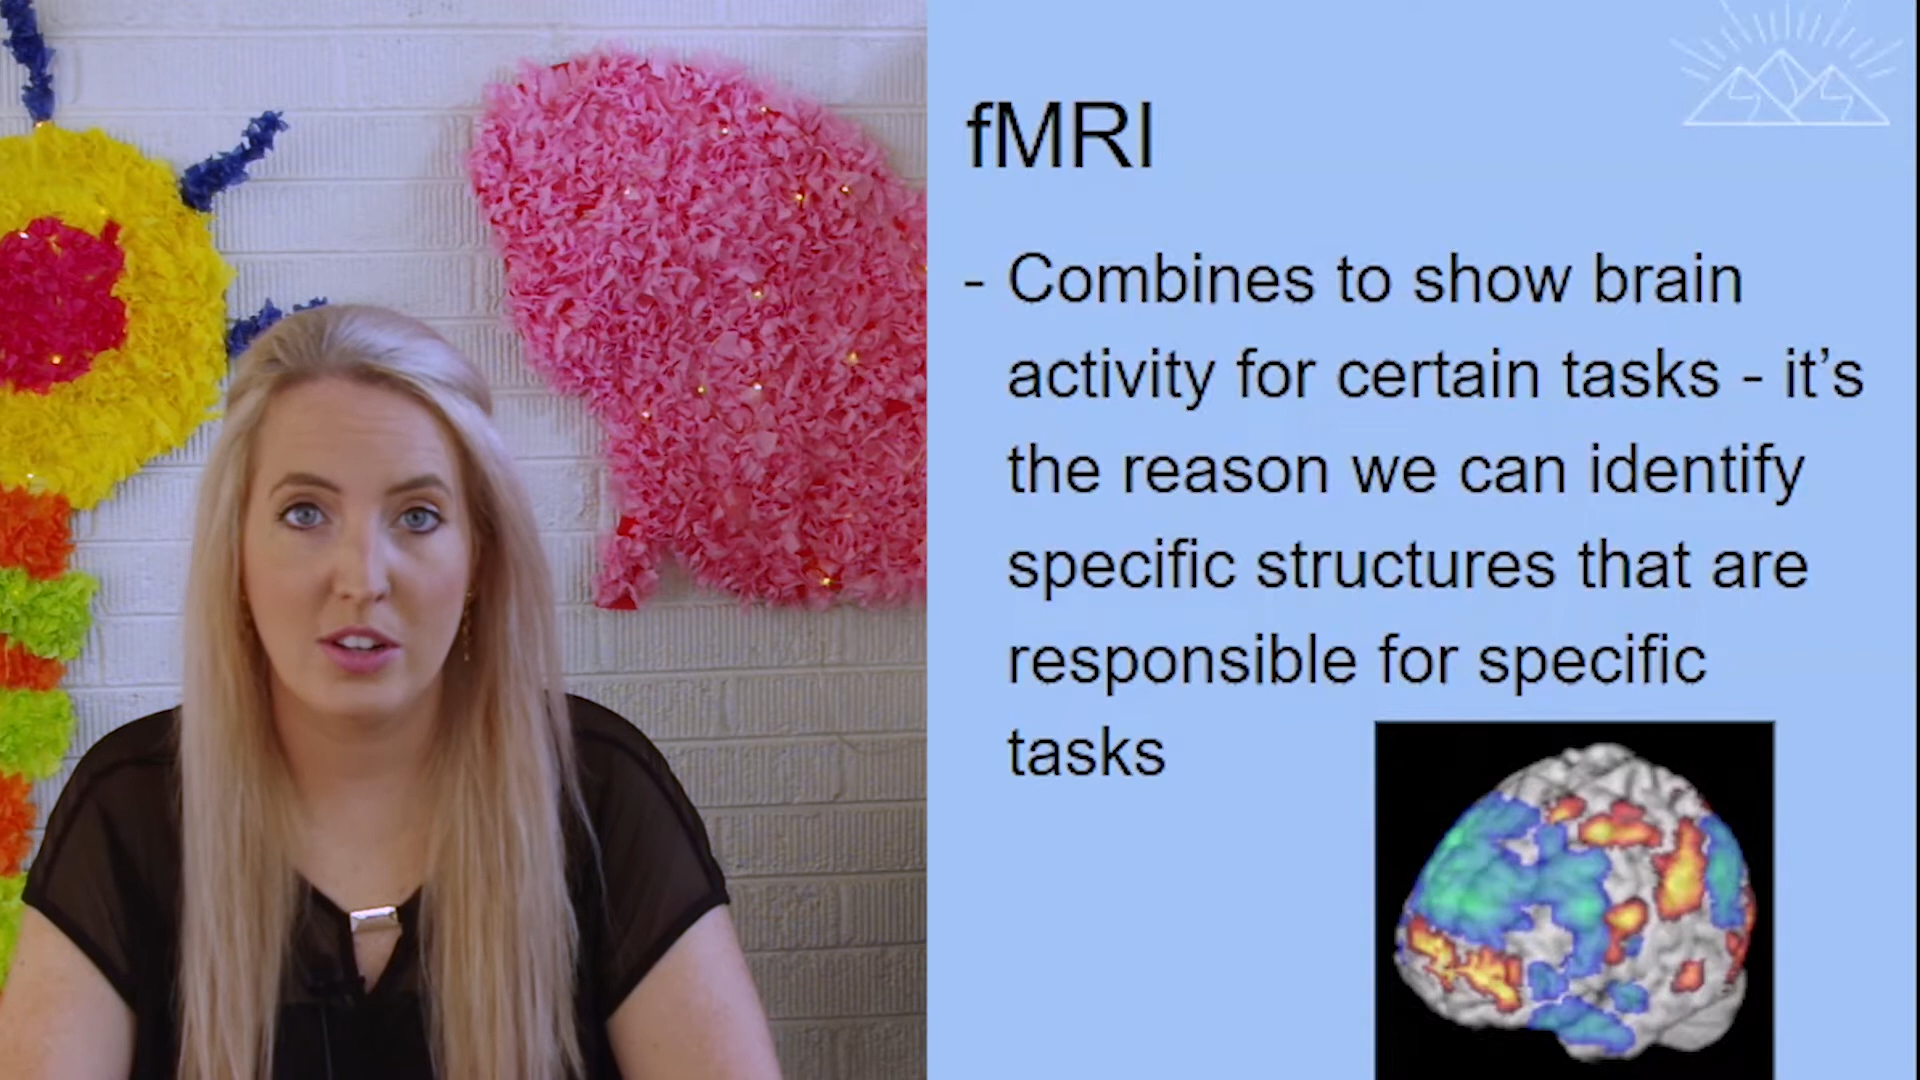 fMRI
- Combines to show brain
activity for certain tasks - it's
the reason we can identify
specific structures that are
responsible for specific
tasks